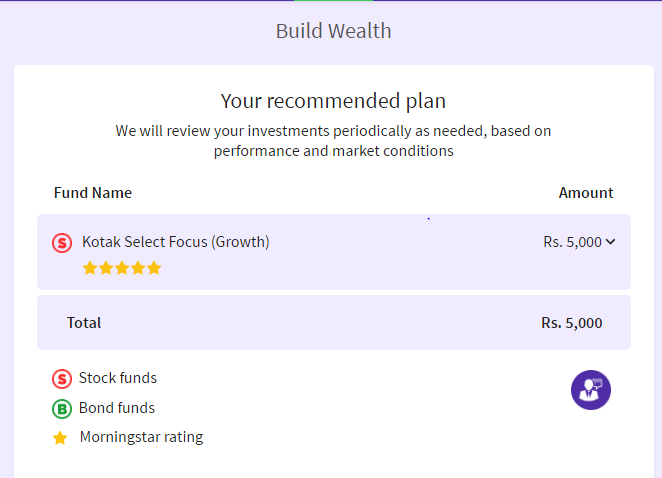 Build Wealth
Your recommended plan
We will review your investments periodically as needed, based on
performance and market conditions
Fund Name Amount
S Kotak Select Focus (Growth) Rs. 5,000
Total Rs. 5,000
S Stock funds
B Bond funds
Morningstar rating